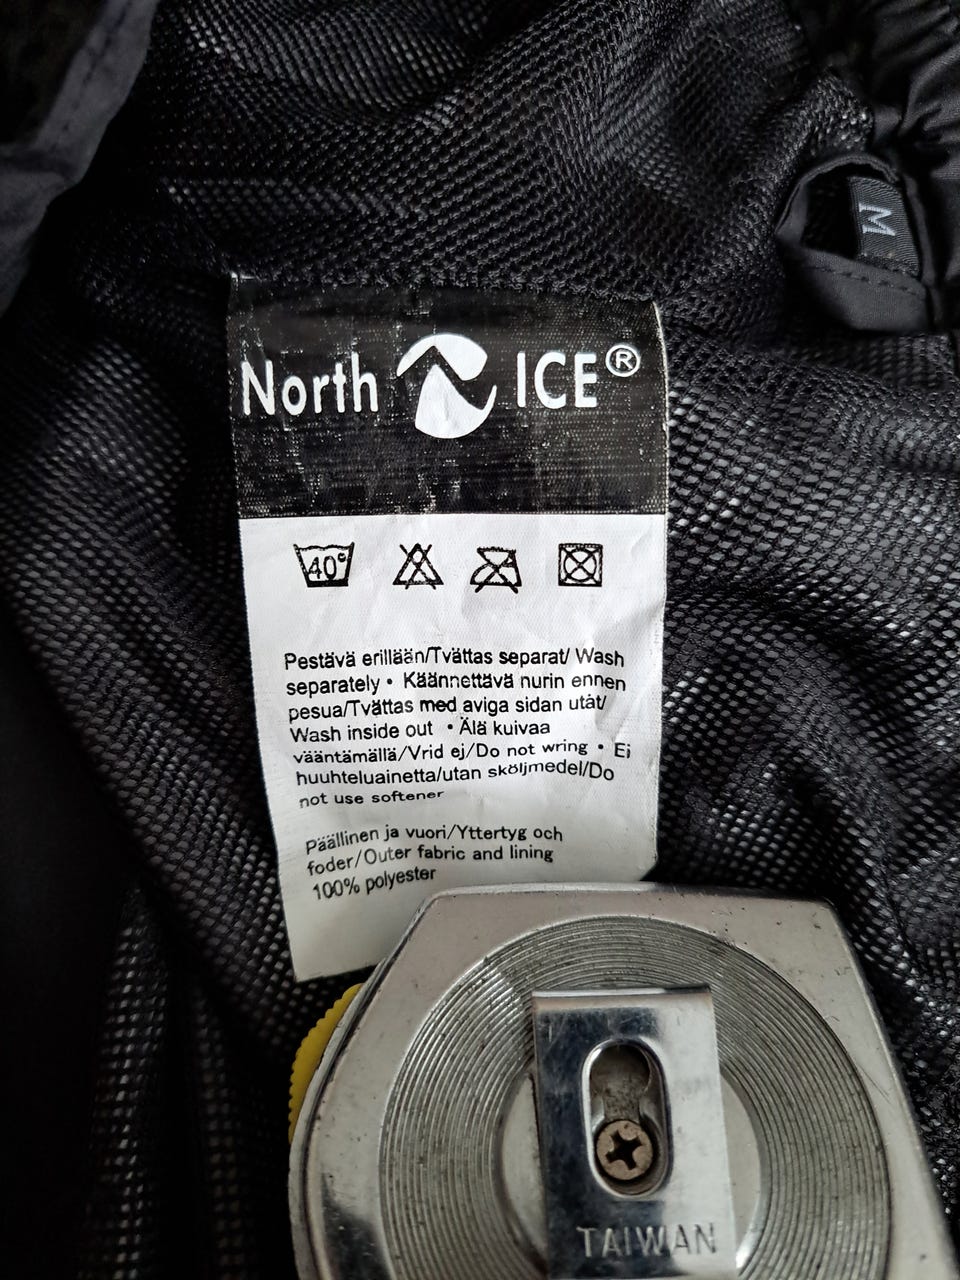 M
North ICE®
40°
Pestävä erillään/Tvättas separat/ Wash
separately • Käännettävä nurin ennen
pesua/Tvättas med aviga sidan utåt/
Wash inside out • Älä kuivaa
vääntämällä/Vrid ej/Do not wring • Ei
huuhteluainetta/utan sköljmedel/Do
not use softener
Päällinen ja vuori/Yttertyg och
foder/Outer fabric and lining
100% polyester
TAIWAN